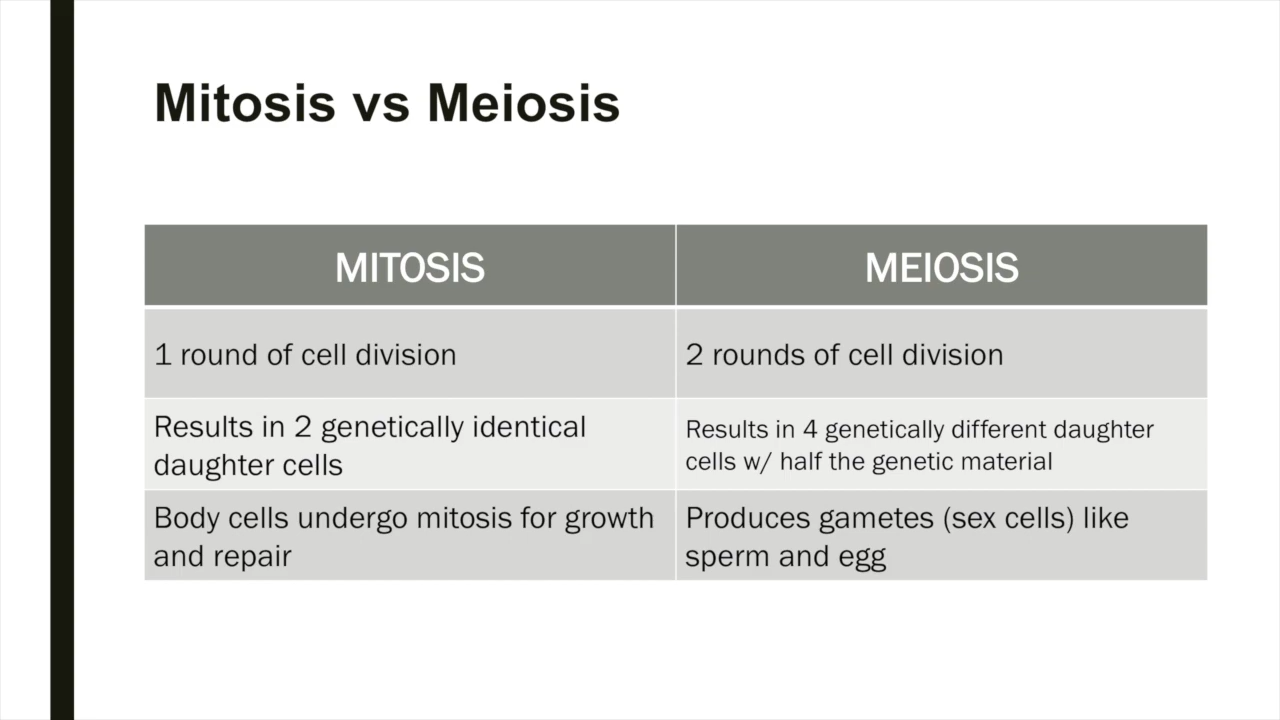 Mitosis vs Meiosis
MITOSIS
MEIOSIS
1 round of cell division
2 rounds of cell division
Results in 2 genetically identical
daughter cells
Results in 4 genetically different daughter
cells w/ half the genetic material
Body cells undergo mitosis for growth
and repair
Produces gametes (sex cells) like
sperm and egg